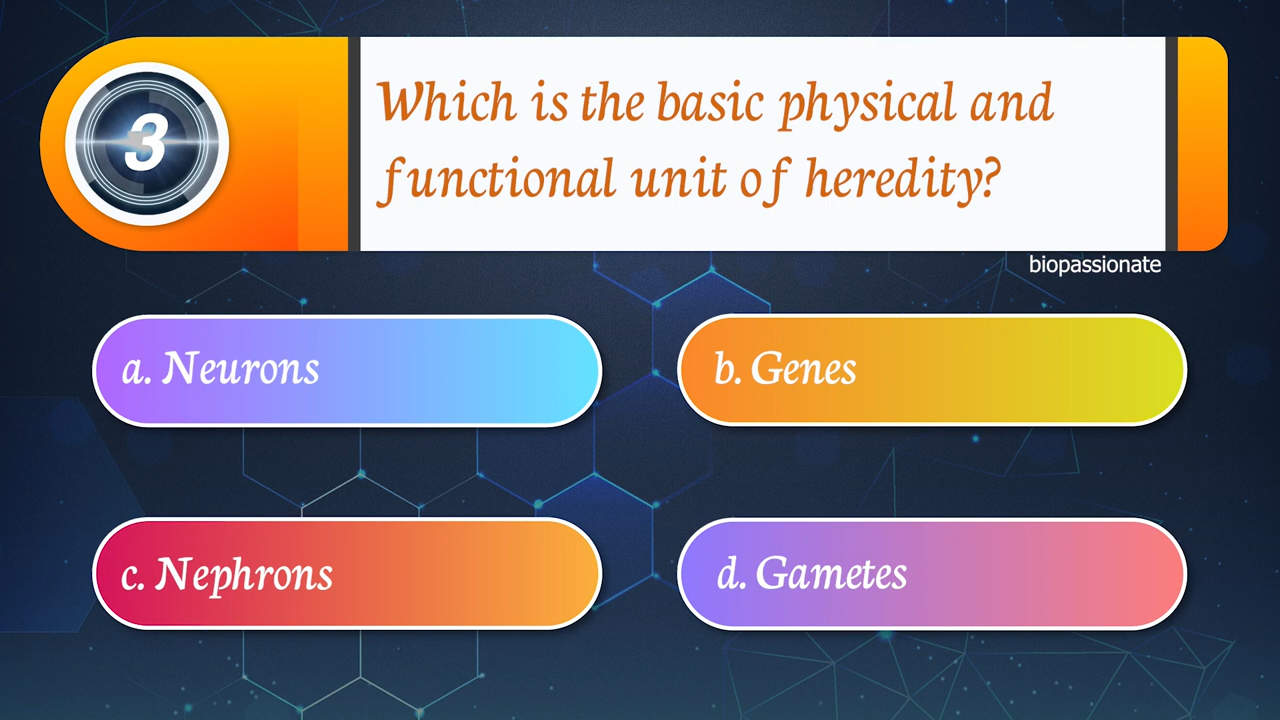 3
Which is the basic physical and
functional unit of heredity?
biopassionate
a. Neurons
b. Genes
c. Nephrons
d. Gametes